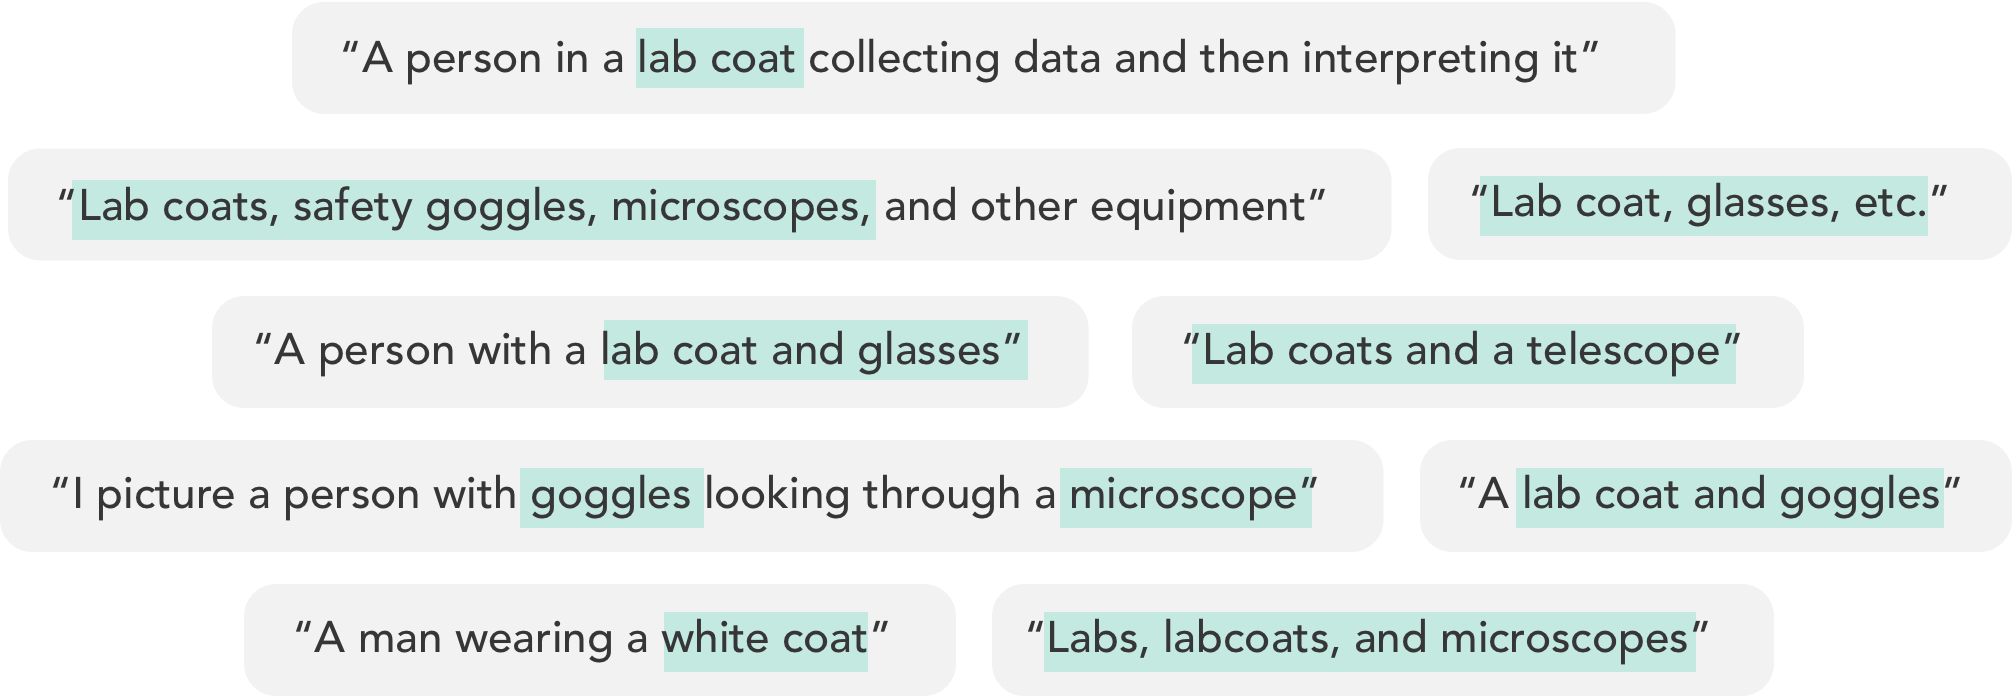 “A person in a lab coat collecting data and then interpreting it”
“Lab coats, safety goggles, microscopes, and other equipment”
“Lab coat, glasses, etc.”
“A person with a lab coat and glasses”
“Lab coats and a telescope”
“I picture a person with goggles looking through a microscope”
“A lab coat and goggles”
“A man wearing a white coat”
“Labs, labcoats, and microscopes”